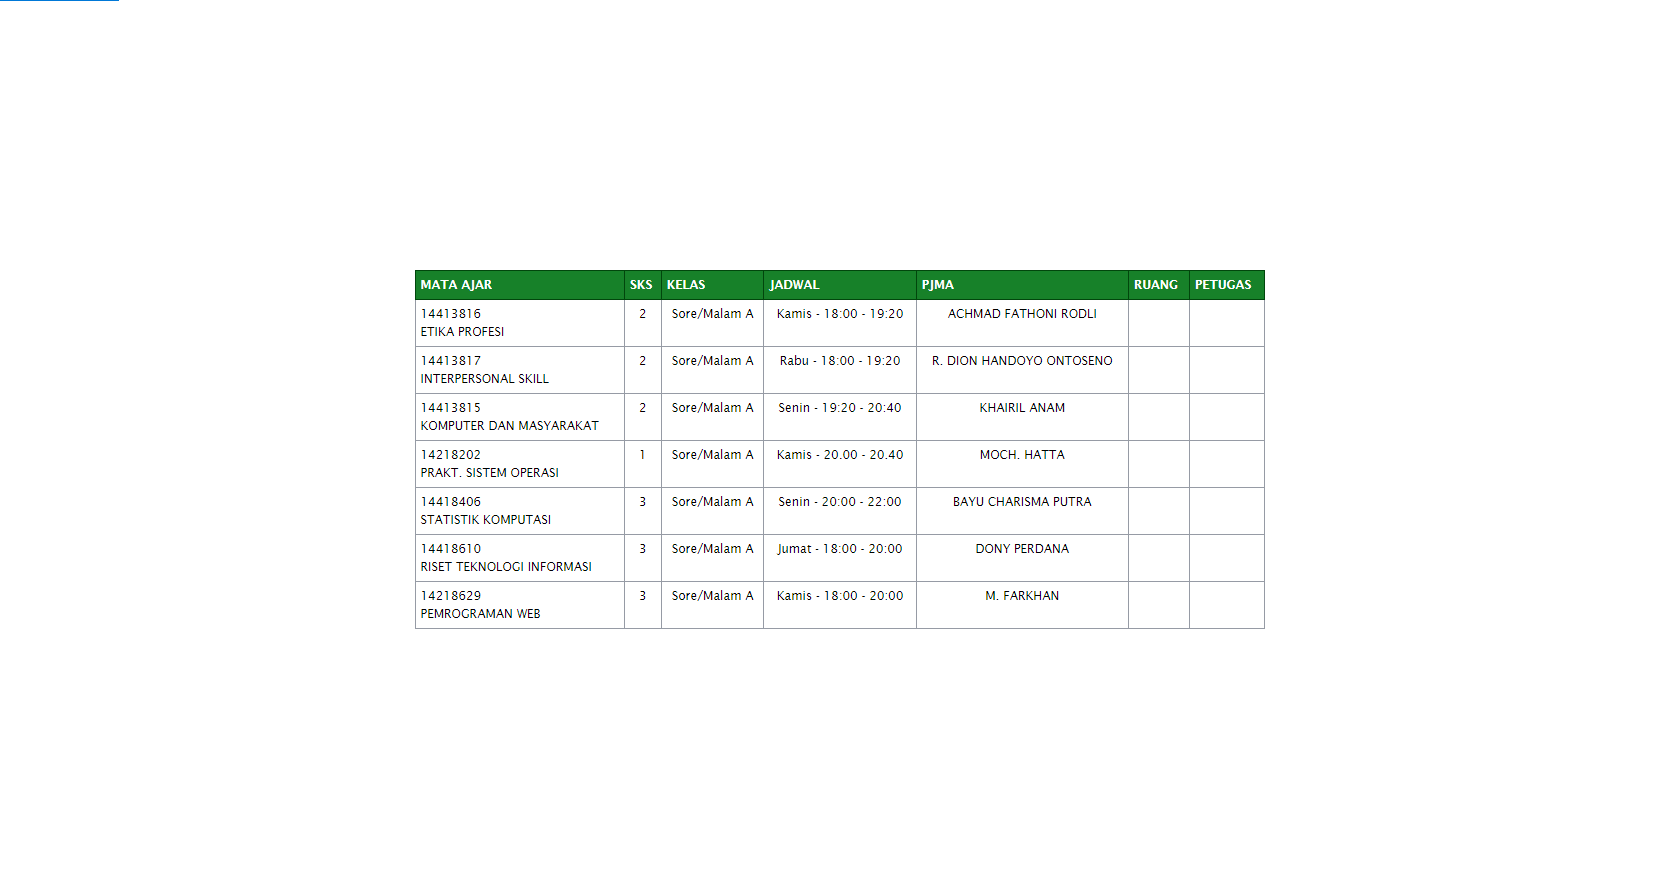 MATA AJAR SKS KELAS JADWAL PJMA RUANG PETUGAS
14413816 2 Sore/Malam A Kamis - 18:00 - 19:20 ACHMAD FATHONI RODLI
ETIKA PROFESI
14413817 2 Sore/Malam A Rabu - 18:00 - 19:20 R. DION HANDOYO ONTOSENO
INTERPERSONAL SKILL
14413815 2 Sore/Malam A Senin - 19:20 - 20:40 KHAIRIL ANAM
KOMPUTER DAN MASYARAKAT
14218202 1 Sore/Malam A Kamis - 20.00 - 20.40 MOCH. HATTA
PRAKT. SISTEM OPERASI
14418406 3 Sore/Malam A Senin - 20:00 - 22:00 BAYU CHARISMA PUTRA
STATISTIK KOMPUTASI
14418610 3 Sore/Malam A Jumat - 18:00 - 20:00 DONY PERDANA
RISET TEKNOLOGI INFORMASI
14218629 3 Sore/Malam A Kamis - 18:00 - 20:00 M. FARKHAN
PEMROGRAMAN WEB